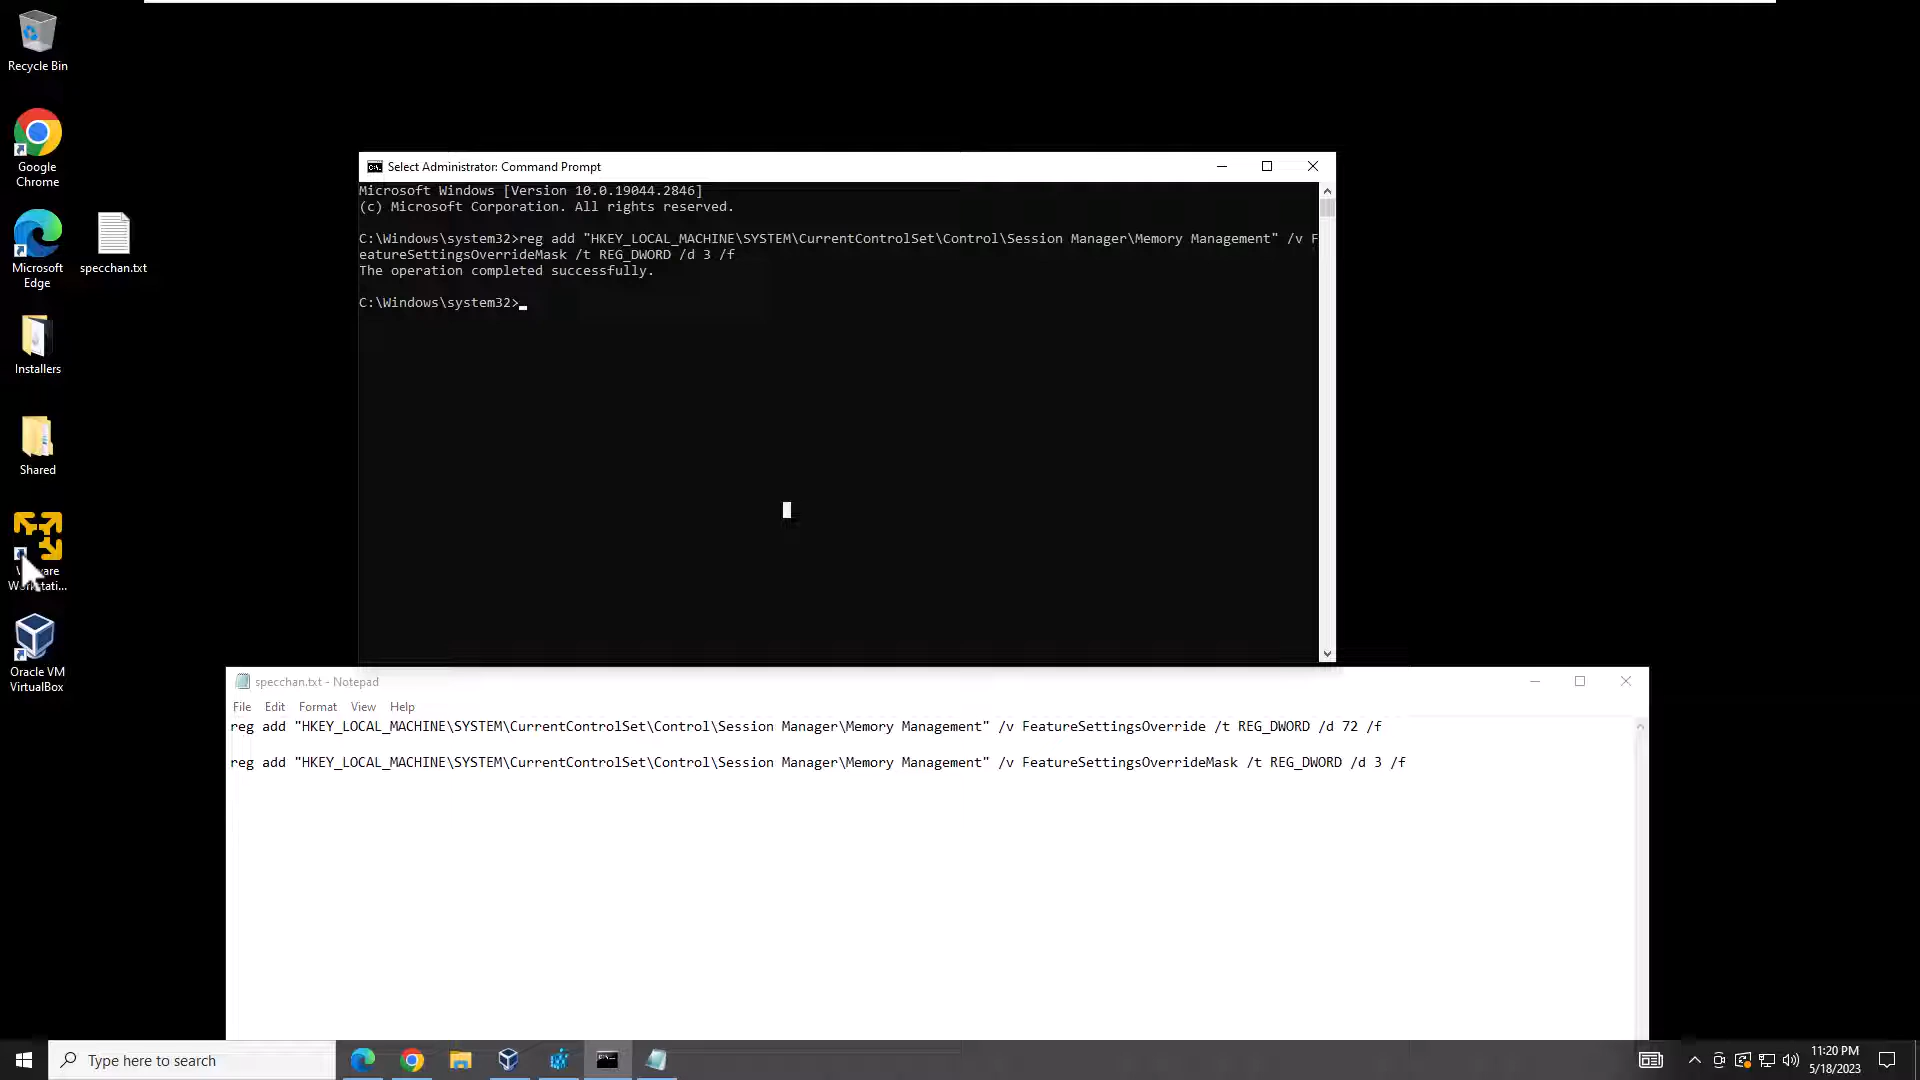 Recycle Bin
Google
Chrome
Microsoft
Edge
specchan.txt
Installers
Shared
Workstati...
Oracle VM
VirtualBox
Select Administrator: Command Prompt
Microsoft Windows [Version 10.0.19044.2846]
(c) Microsoft Corporation. All rights reserved.
C:\Windows\system32>reg add "HKEY_LOCAL_MACHINE\SYSTEM\CurrentControlSet\Control\Session Manager\Memory Management" /v F
eatureSettingsOverrideMask /t REG_DWORD /d 3 /f
The operation completed successfully.
C:\Windows\system32>
specchan.txt - Notepad
File Edit Format View Help
reg add "HKEY_LOCAL_MACHINE\SYSTEM\CurrentControlSet\Control\Session Manager\Memory Management" /v FeatureSettingsOverride /t REG_DWORD /d 72 /f
reg add "HKEY_LOCAL_MACHINE\SYSTEM\CurrentControlSet\Control\Session Manager\Memory Management" /v FeatureSettingsOverrideMask /t REG_DWORD /d 3 /f
Type here to search
11:20 PM
5/18/2023